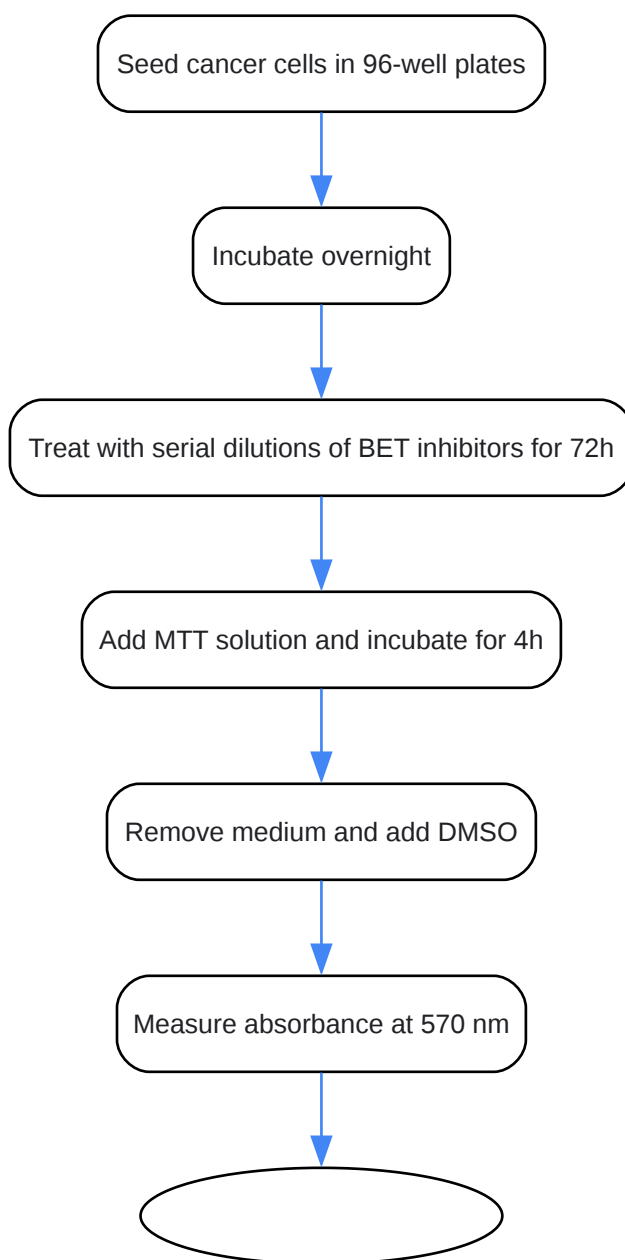 Seed cancer cells in 96-well plates
Incubate overnight
Treat with serial dilutions of BET inhibitors for 72h
Add MTT solution and incubate for 4h
Remove medium and add DMSO
Measure absorbance at 570 nm